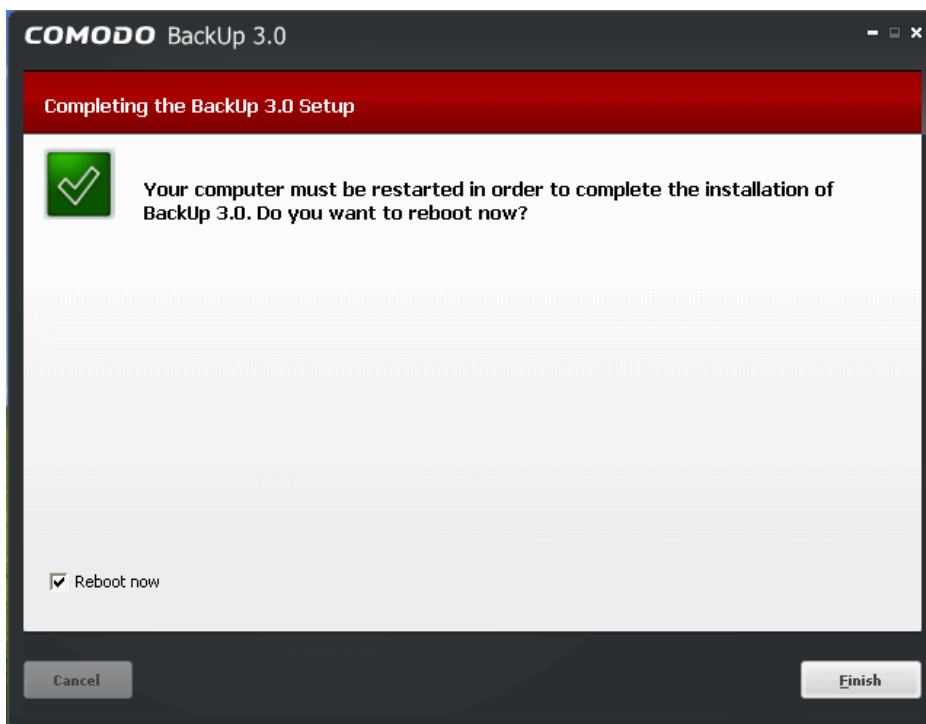 COMODO BackUp 3.0
Completing the BackUp 3.0 Setup
Your computer must be restarted in order to complete the installation of
BackUp 3.0. Do you want to reboot now?
Reboot now
Cancel
Finish